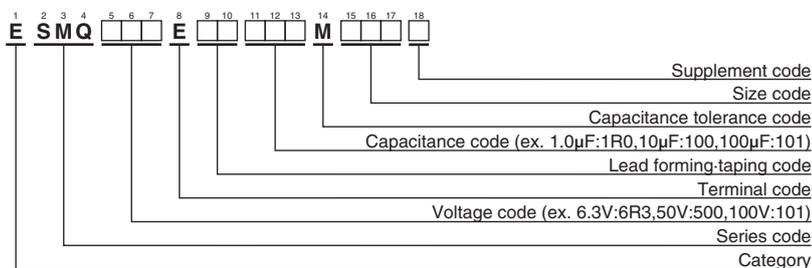 1 2 3 4 5 6 7 8 9 10 11 12 13 14 15 16 17 18
E S M Q E M
Supplement code
Size code
Capacitance tolerance code
Capacitance code (ex. 1.0μF:1R0,10μF:100,100μF:101)
Lead forming·taping code
Terminal code
Voltage code (ex. 6.3V:6R3,50V:500,100V:101)
Series code
Category